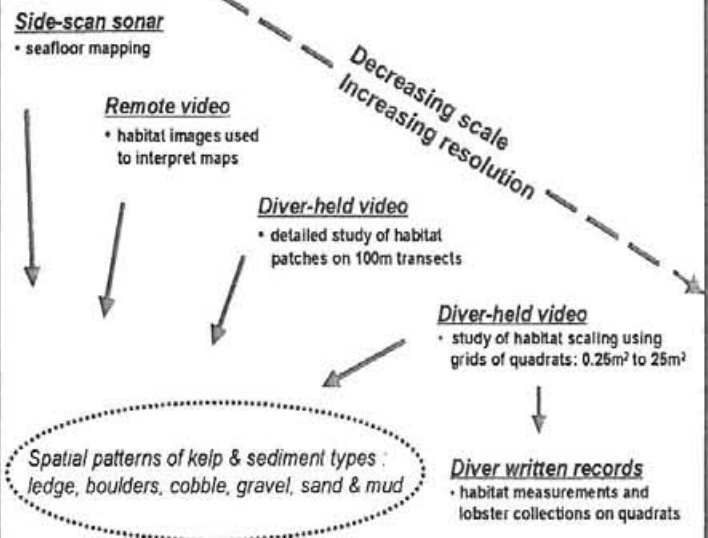 Side-scan sonar
• seafloor mapping
Decreasing scale
Increasing resolution
Remote video
• habitat images used
to interpret maps
Diver-held video
• detailed study of habitat
patches on 100m transects
Diver-held video
• study of habitat scaling using
grids of quadrats: 0.25m² to 25m²
Spatial patterns of kelp & sediment types :
ledge, boulders, cobble, gravel, sand & mud
Diver written records
• habitat measurements and
lobster collections on quadrats